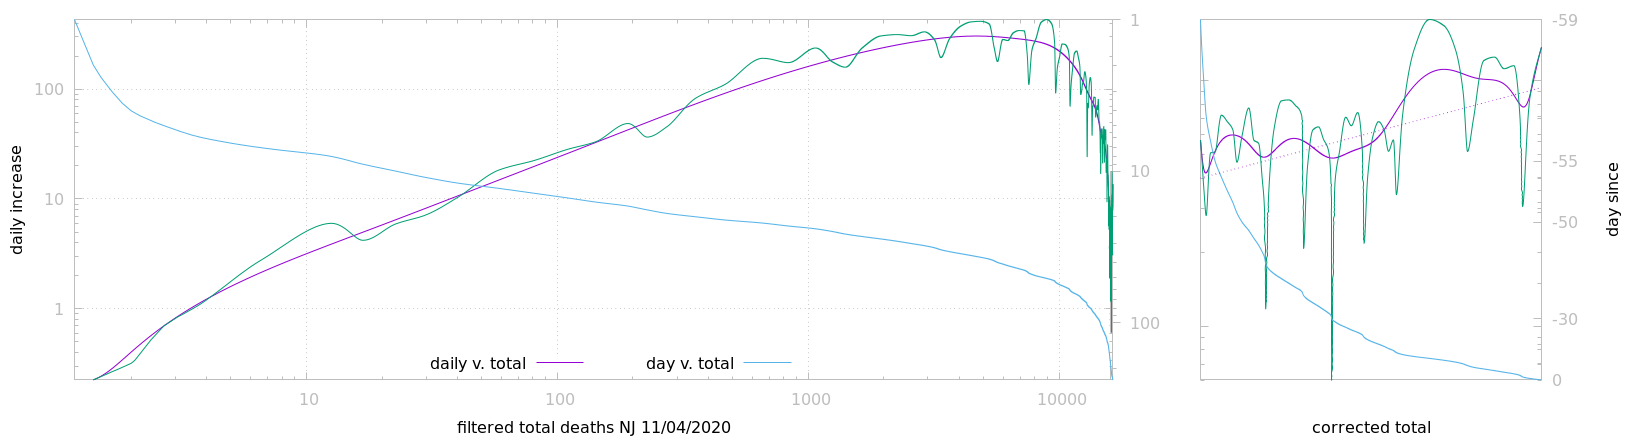 daily increase
100
10
1
10
100
1000
10000
filtered total deaths NJ 11/04/2020
daily v. total
day v. total
1
10
100
-59
-55
-50
-30
0
day since
corrected total